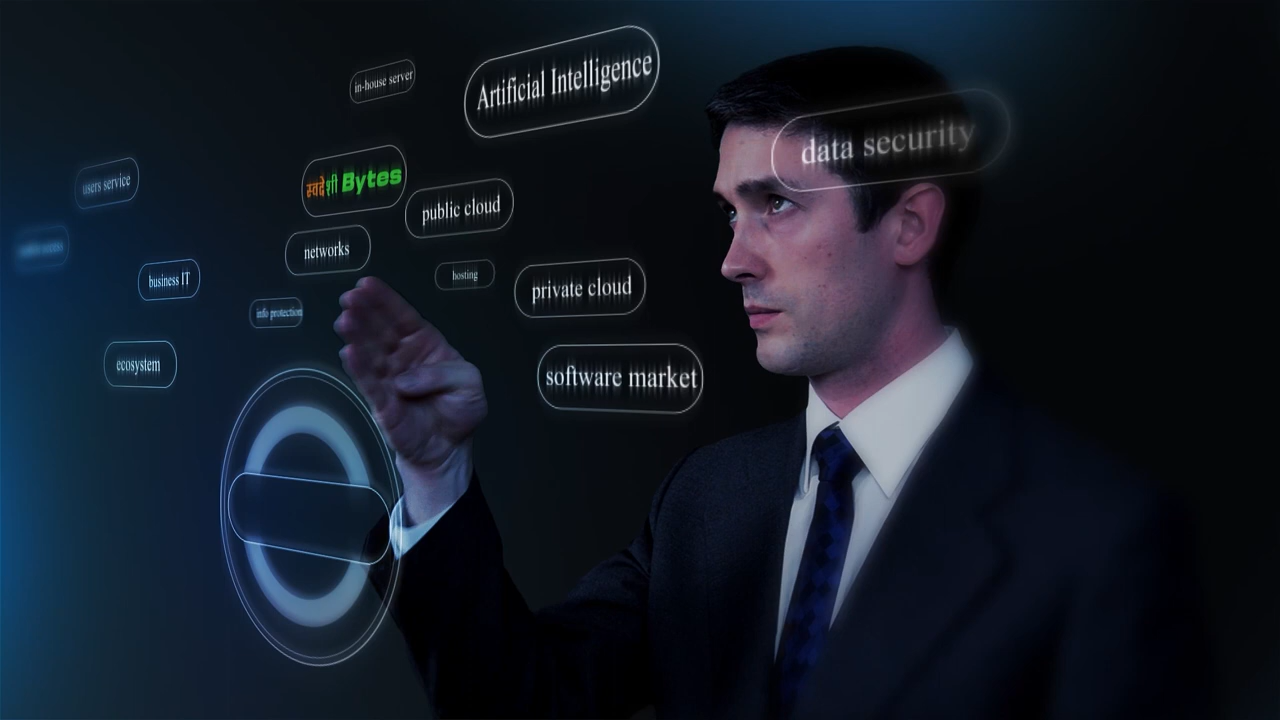 in-house server
Artificial Intelligence
data security
users service
स्वदेशी Bytes
public cloud
networks
business IT
hosting
private cloud
info protection
ecosystem
software market